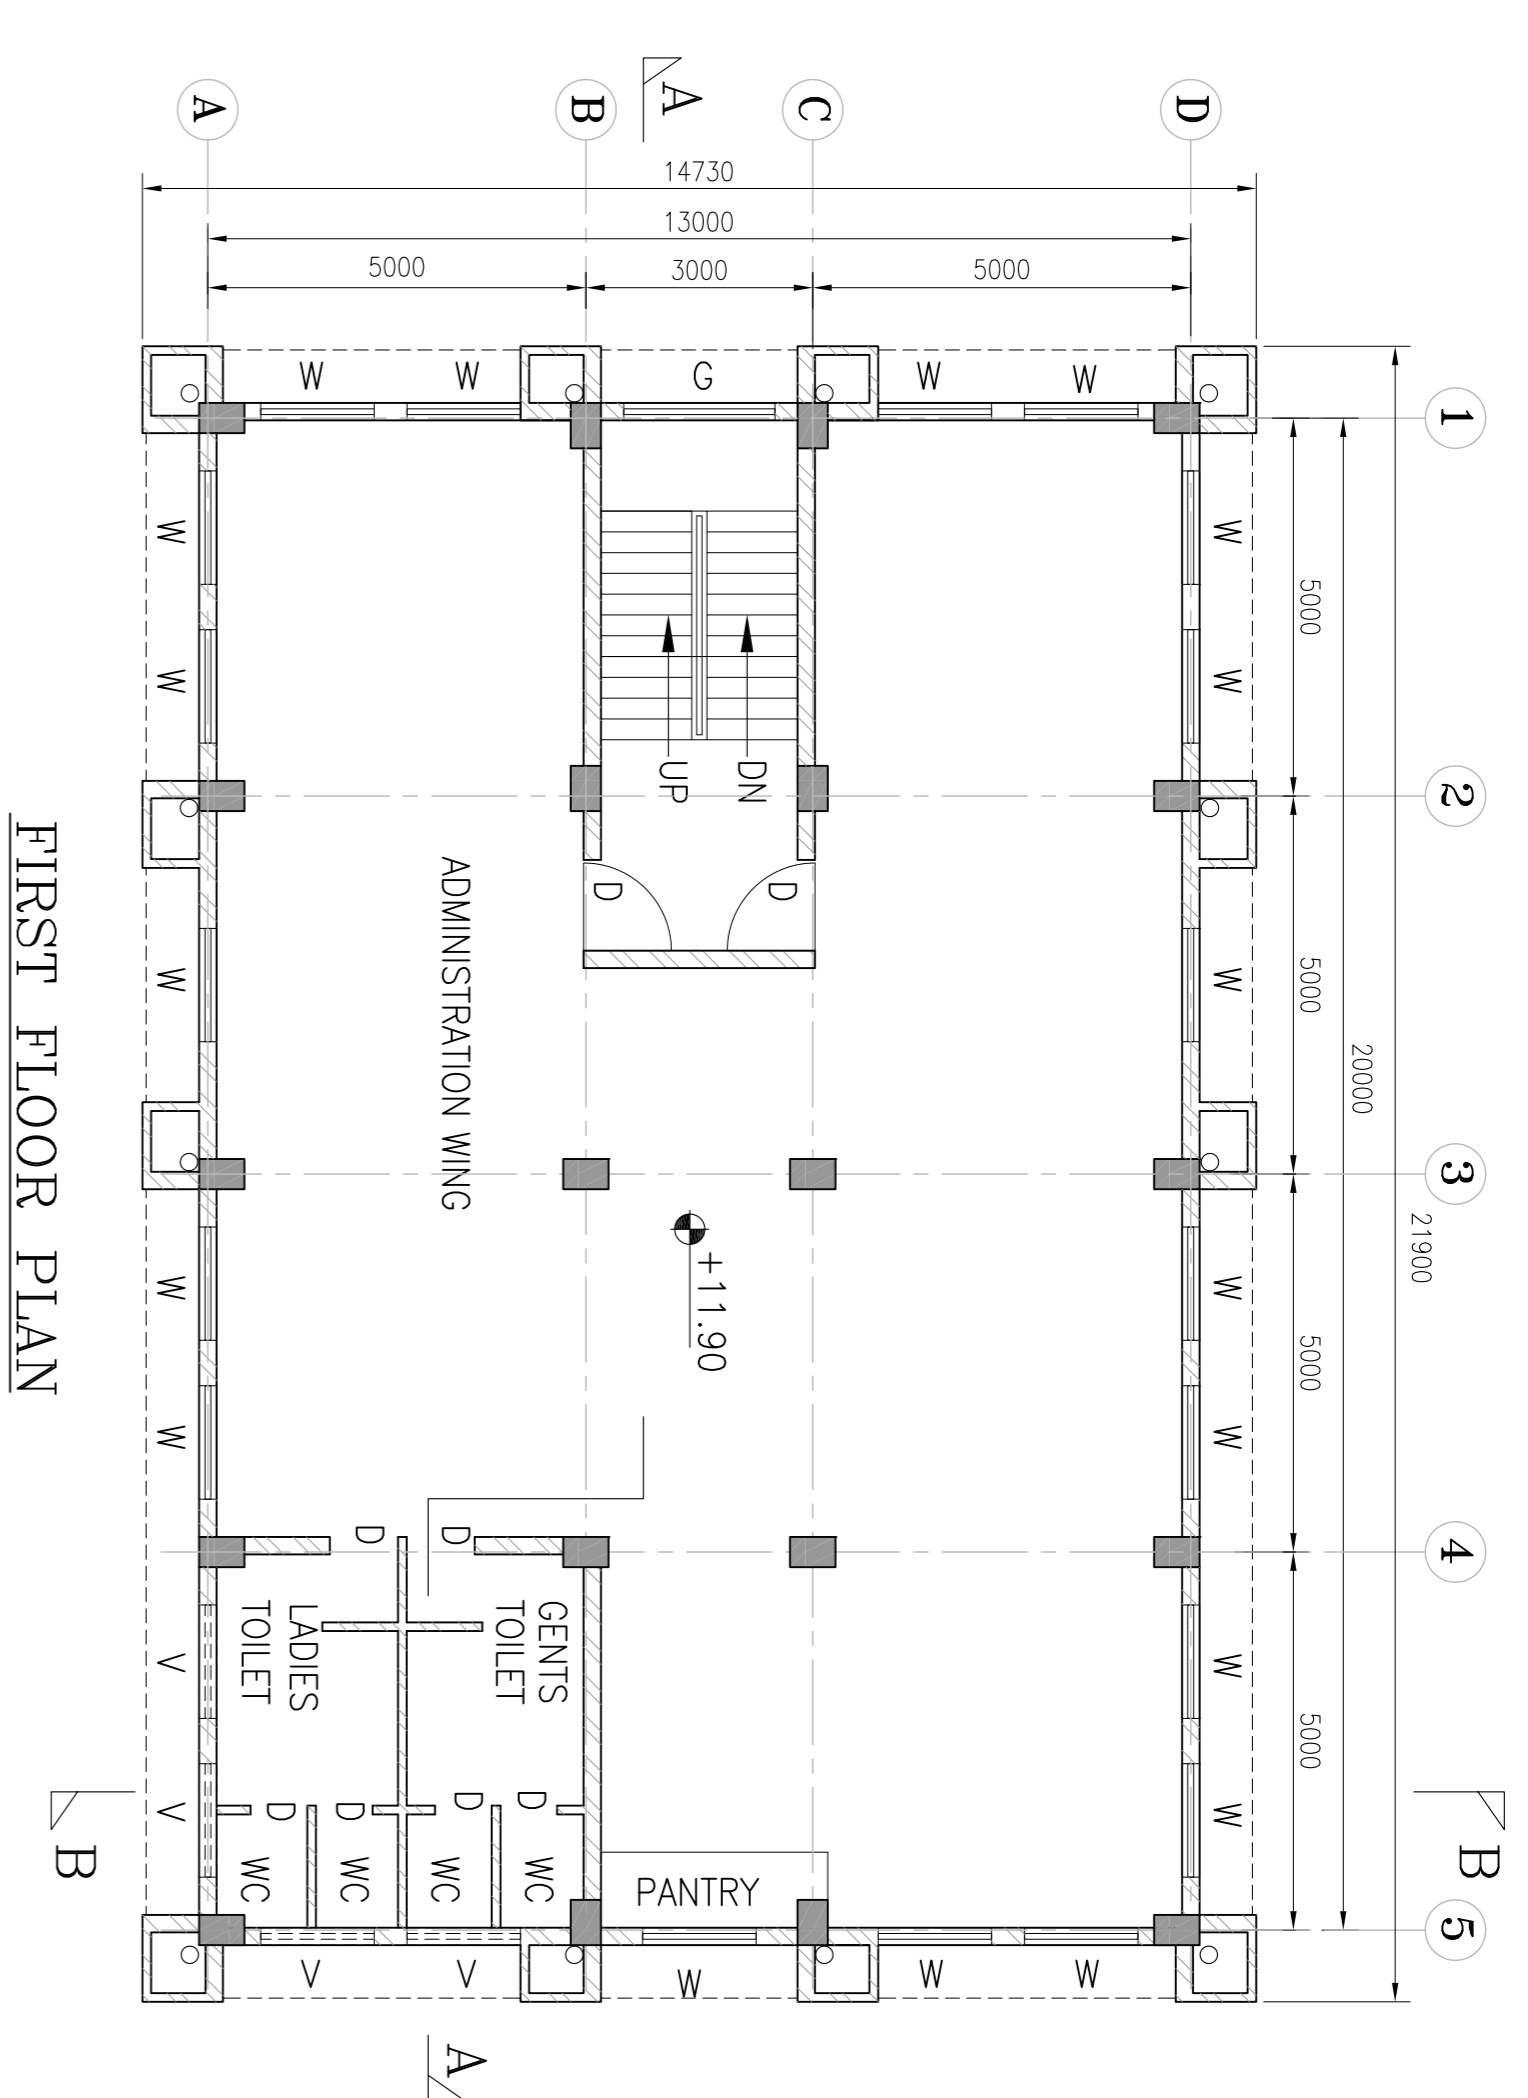 A
B
C
D
A
14730
13000
5000
3000
5000
W
W
G
W
W
1
2
3
4
5
5000
5000
5000
5000
20000
21900
W
W
W
W
W
W
W
W
W
W
W
W
V
V
UP
DN
D
D
ADMINISTRATION WING
+11.90
D
D
LADIES
TOILET
GENTS
TOILET
D
D
D
D
WC
WC
WC
WC
PANTRY
V
V
W
W
W
B
B
A
FIRST FLOOR PLAN